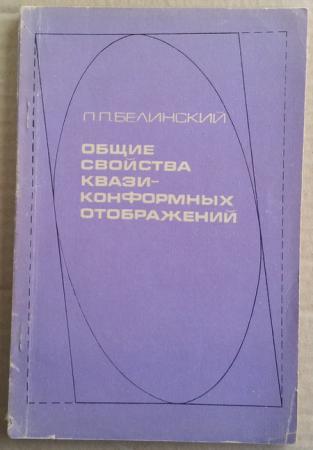 П.П.БЕЛИНСКИЙ
ОБЩИЕ
СВОЙСТВА
КВАЗИ-
КОНФОРМНЫХ
ОТОБРАЖЕНИЙ